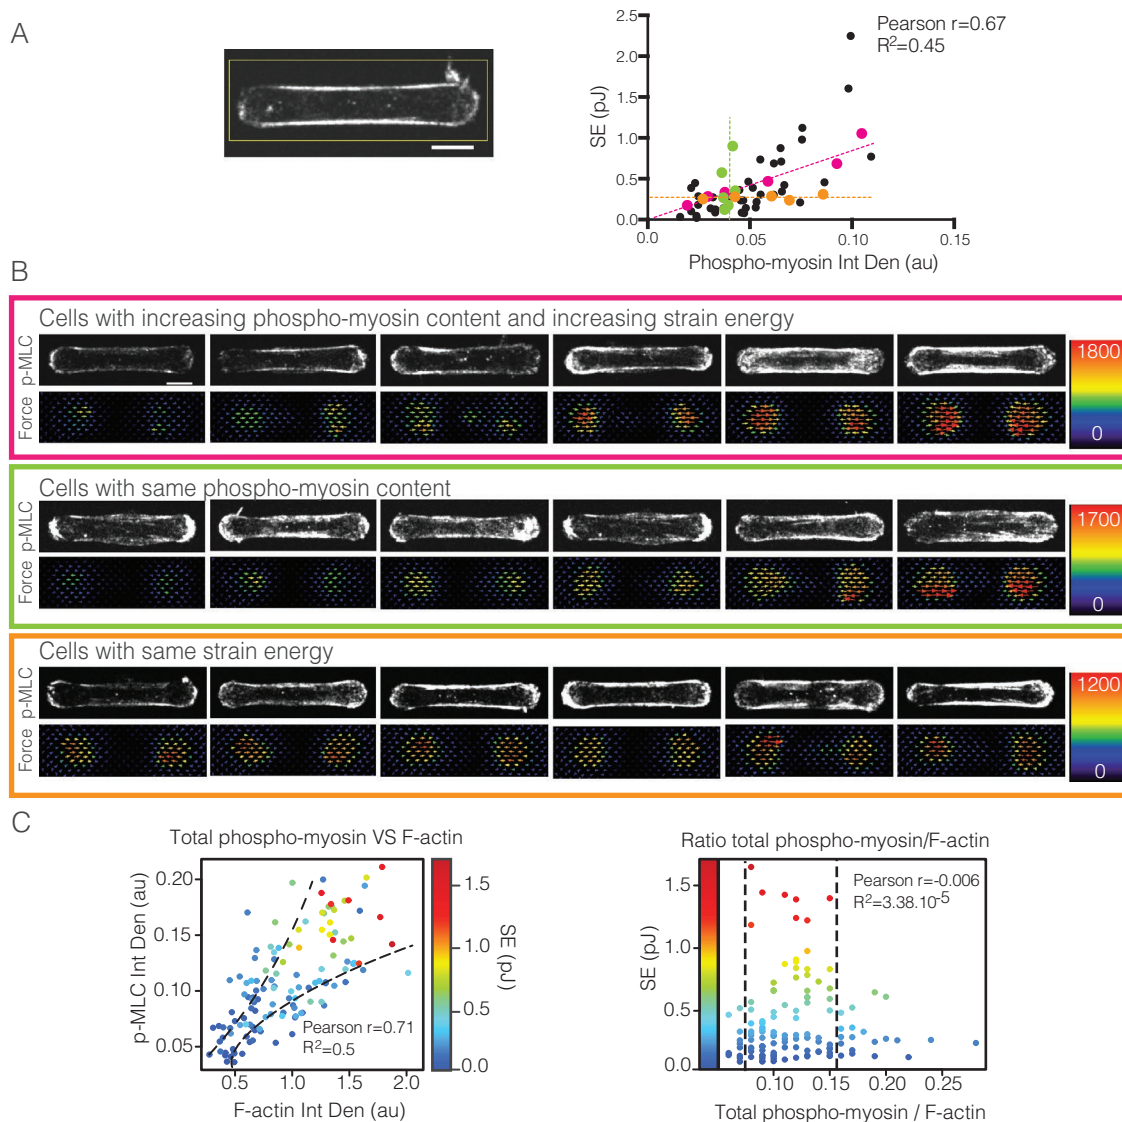 A
Pearson r=0.67
R²=0.45
2.5
2.0
1.5
1.0
0.5
0.0
SE (pJ)
0.0
0.05
0.10
0.15
Phospho-myosin Int Den (au)
B
Cells with increasing phospho-myosin content and increasing strain energy
p-MLC
Force
1800
0
Cells with same phospho-myosin content
p-MLC
Force
1700
0
Cells with same strain energy
p-MLC
Force
1200
0
C
Total phospho-myosin VS F-actin
0.20
0.15
0.10
0.05
p-MLC Int Den (au)
Pearson r=0.71
R²=0.5
0.5
1.0
1.5
2.0
F-actin Int Den (au)
1.5
1.0
0.5
0.0
SE (pJ)
Ratio total phospho-myosin/F-actin
Pearson r=-0.006
R²=3.38.10⁻⁵
1.5
1.0
0.5
0.0
SE (pJ)
0.10
0.15
0.20
0.25
Total phospho-myosin / F-actin